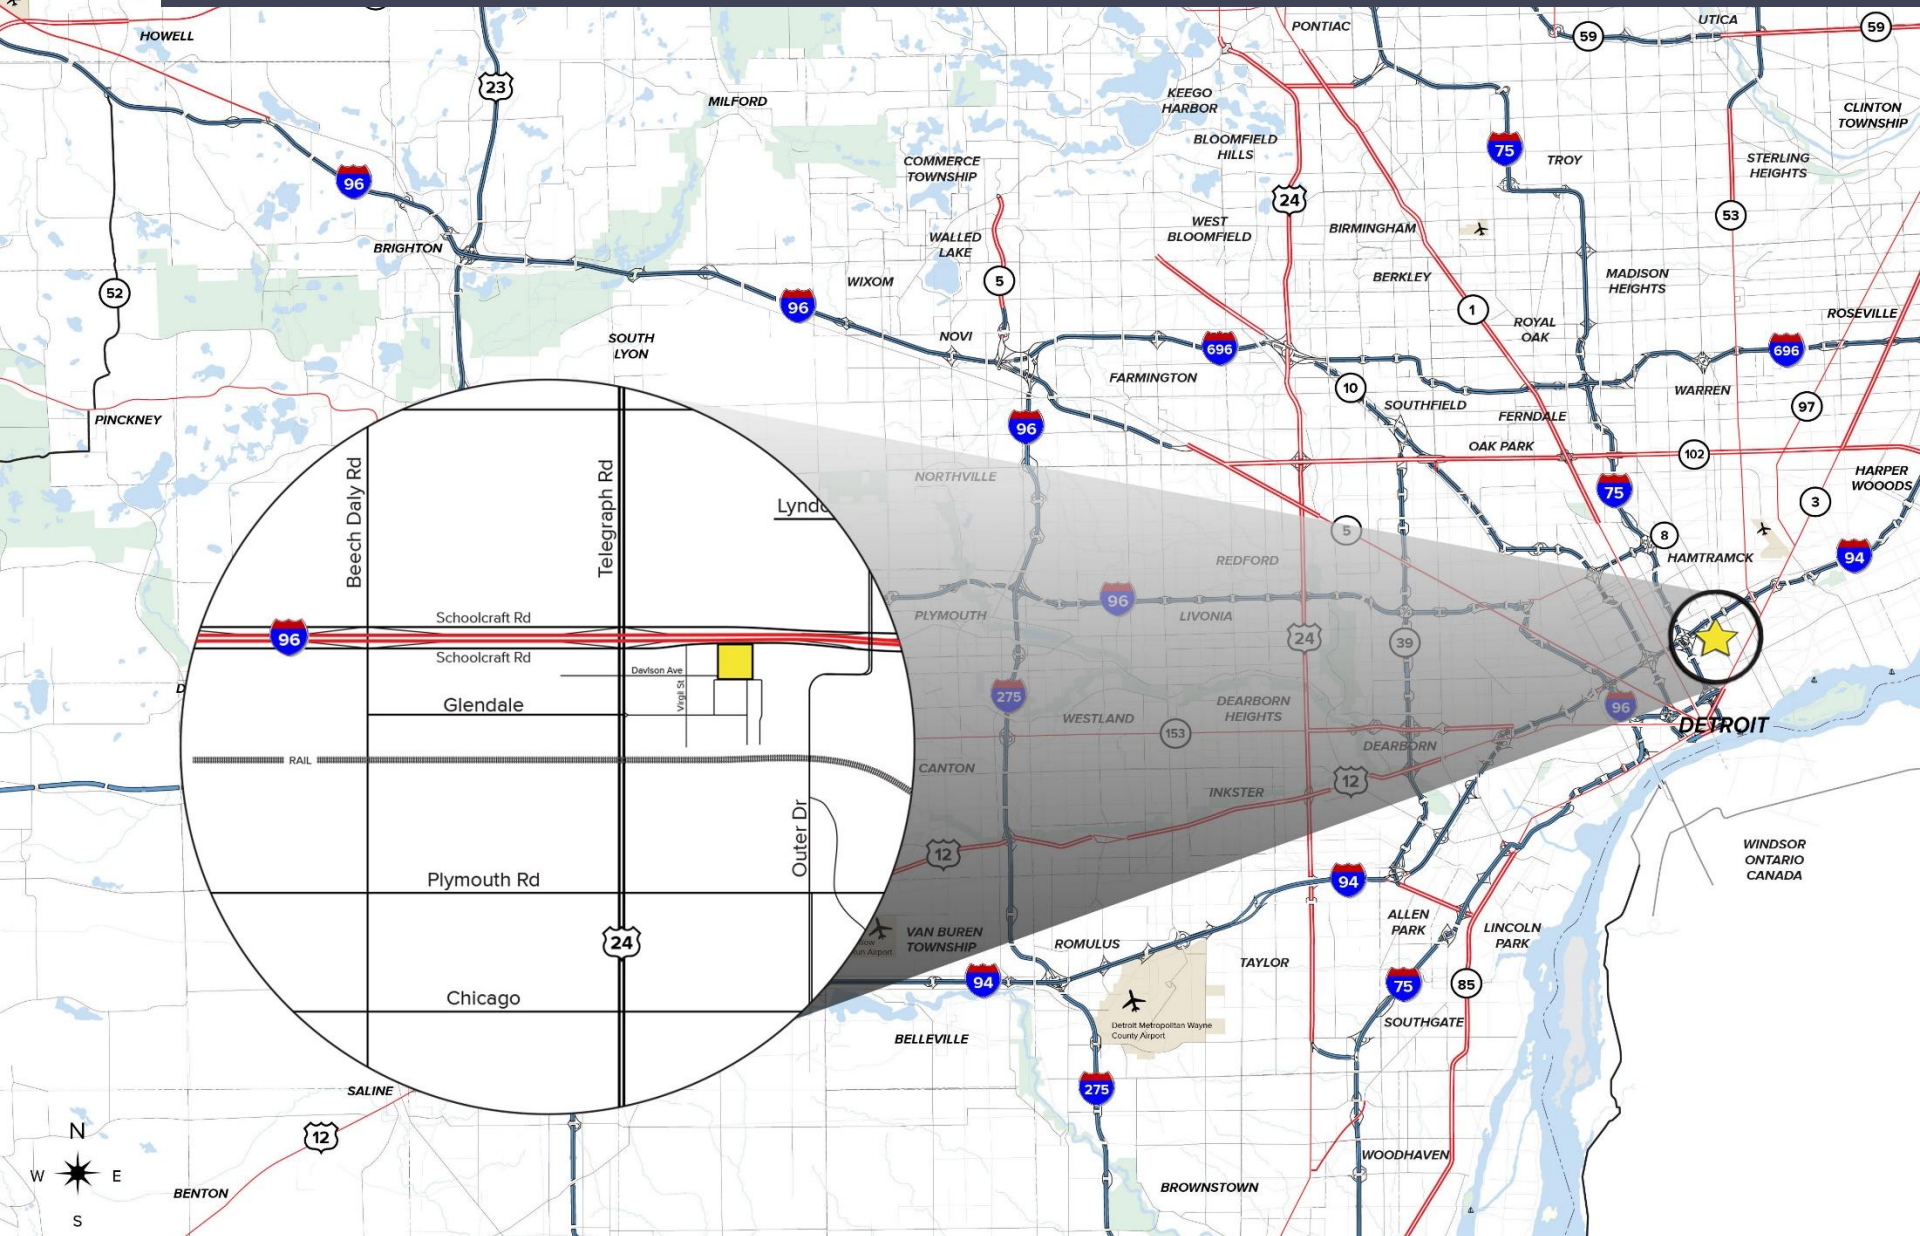 HOWELL
23
MILFORD
PONTIAC
59
UTICA
59
KEEGO
HARBOR
CLINTON
TOWNSHIP
BLOOMFIELD
HILLS
75
TROY
COMMERCE
TOWNSHIP
STERLING
HEIGHTS
96
24
53
WEST
BLOOMFIELD
BIRMINGHAM
WALLED
LAKE
BRIGHTON
BERKLEY
MADISON
HEIGHTS
WIXOM
5
52
96
1
ROSEVILLE
ROYAL
OAK
SOUTH
LYON
NOVI
696
696
FARMINGTON
10
WARREN
SOUTHFIELD
97
FERNDALE
PINCKNEY
96
OAK PARK
102
NORTHVILLE
HARPER
WOOODS
75
3
5
8
HAMTRAMCK
94
REDFORD
PLYMOUTH
96
LIVONIA
24
39
275
96
WESTLAND
153
DEARBORN
HEIGHTS
DETROIT
DEARBORN
CANTON
12
INKSTER
12
WINDSOR
ONTARIO
CANADA
94
ALLEN
PARK
LINCOLN
PARK
VAN BUREN
TOWNSHIP
ROMULUS
TAYLOR
94
75
85
Detroit Metropolitan Wayne
County Airport
SOUTHGATE
BELLEVILLE
275
SALINE
12
WOODHAVEN
BENTON
BROWNSTOWN
Beech Daly Rd
Telegraph Rd
Schoolcraft Rd
96
Schoolcraft Rd
Davison Ave
Virgil St
Glendale
RAIL
Outer Dr
Plymouth Rd
24
Chicago
N
W
E
S